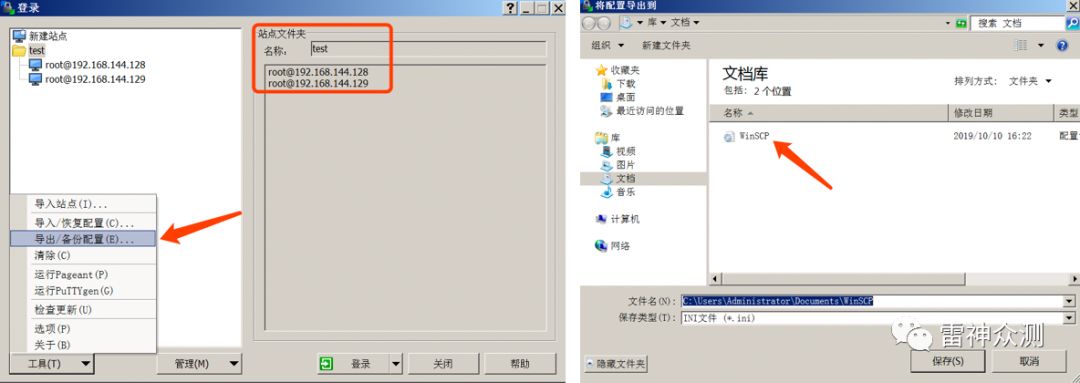 登录
新建站点
test
root@192.168.144.128
root@192.168.144.129
站点文件夹
名称: test
root@192.168.144.128
root@192.168.144.129
导入站点(I)...
导入/恢复配置(C)...
导出/备份配置(E)...
清除(C)
运行Pageant(P)
运行PuTTYgen(G)
检查更新(U)
选项(P)
关于(B)
工具(T) 管理(M) 登录 关闭 帮助
将配置导出到
库 文档 搜索 文档
组织 新建文件夹
收藏夹
下载
桌面
最近访问的位置
库
视频
图片
文档
音乐
计算机
网络
文档库
包括: 2 个位置
排列方式: 文件夹
名称 修改日期 类型
WinSCP 2019/10/10 16:22 配置
文件名(N): C:\Users\Administrator\Documents\WinSCP
保存类型(T): INI文件 (*.ini)
雷神众测
隐藏文件夹 保存(S) 取消